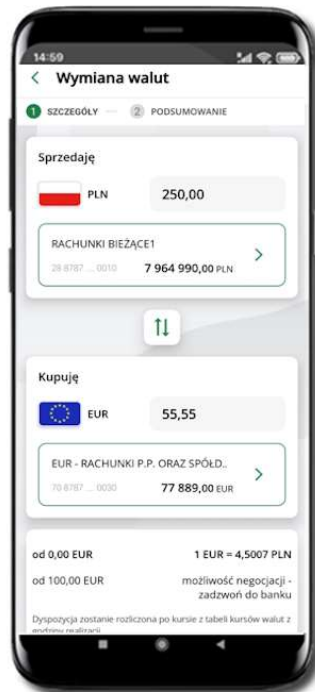 14:59
Wymiana walut
1 SZCZEGÓŁY 2 PODSUMOWANIE
Sprzedaję
PLN 250,00
RACHUNKI BIEŻĄCE1
28 8787 ... 0010 7 964 990,00 PLN
Kupuję
EUR 55,55
EUR - RACHUNKI P.P. ORAZ SPÓŁD..
70 8787 ... 0030 77 889,00 EUR
od 0,00 EUR 1 EUR = 4,5007 PLN
od 100,00 EUR możliwość negocjacji -
zadzwoń do banku
Dyspozycja zostanie rozliczona po kursie z tabeli kursów walut z
godziny realizacji